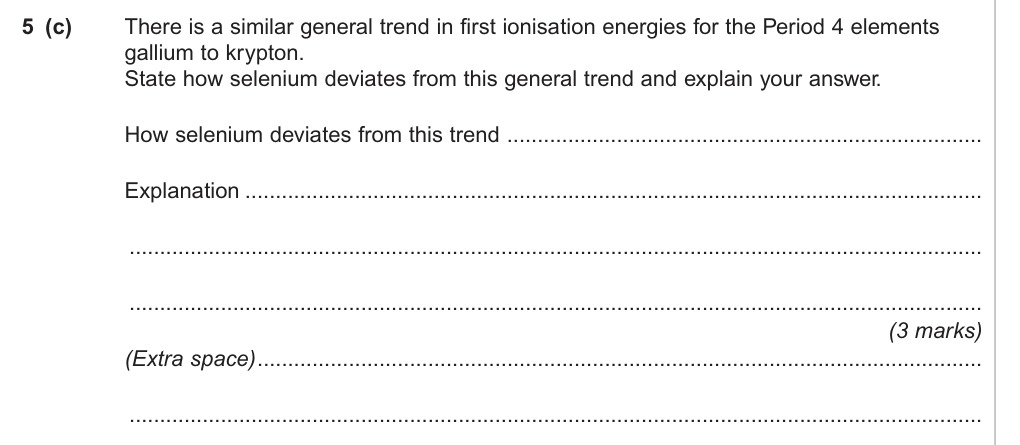 5 (c) There is a similar general trend in first ionisation energies for the Period 4 elements
gallium to krypton.
State how selenium deviates from this general trend and explain your answer.
How selenium deviates from this trend ...............................................................................
Explanation ...........................................................................................................................
..............................................................................................................................................
..............................................................................................................................................
(3 marks)
(Extra space).........................................................................................................................
..............................................................................................................................................